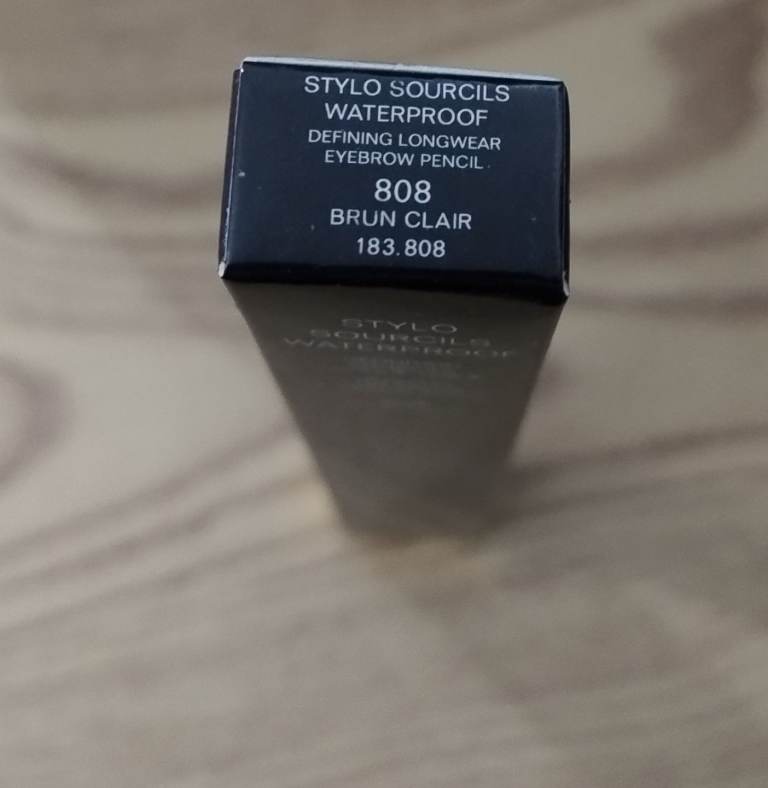 STYLO SOURCILS
WATERPROOF
DEFINING LONGWEAR
EYEBROW PENCIL
808
BRUN CLAIR
183.808
STYLO
SOURCILS
WATERPROOF